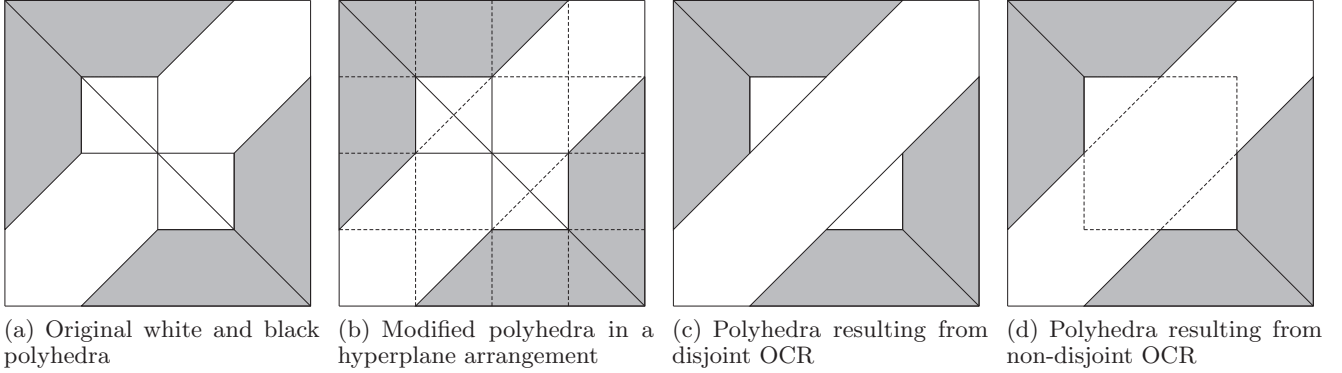 (a) Original white and black
polyhedra
(b) Modified polyhedra in a
hyperplane arrangement
(c) Polyhedra resulting from
disjoint OCR
(d) Polyhedra resulting from
non-disjoint OCR